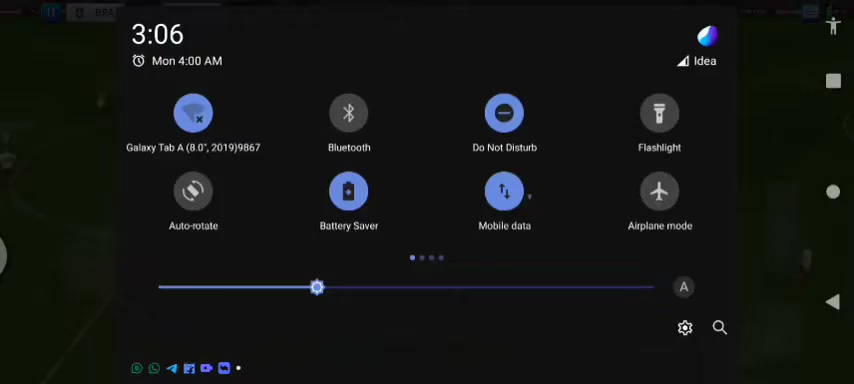 3:06
Mon 4:00 AM
Idea
Galaxy Tab A (8.0", 2019)9867
Bluetooth
Do Not Disturb
Flashlight
Auto-rotate
Battery Saver
Mobile data
Airplane mode
A